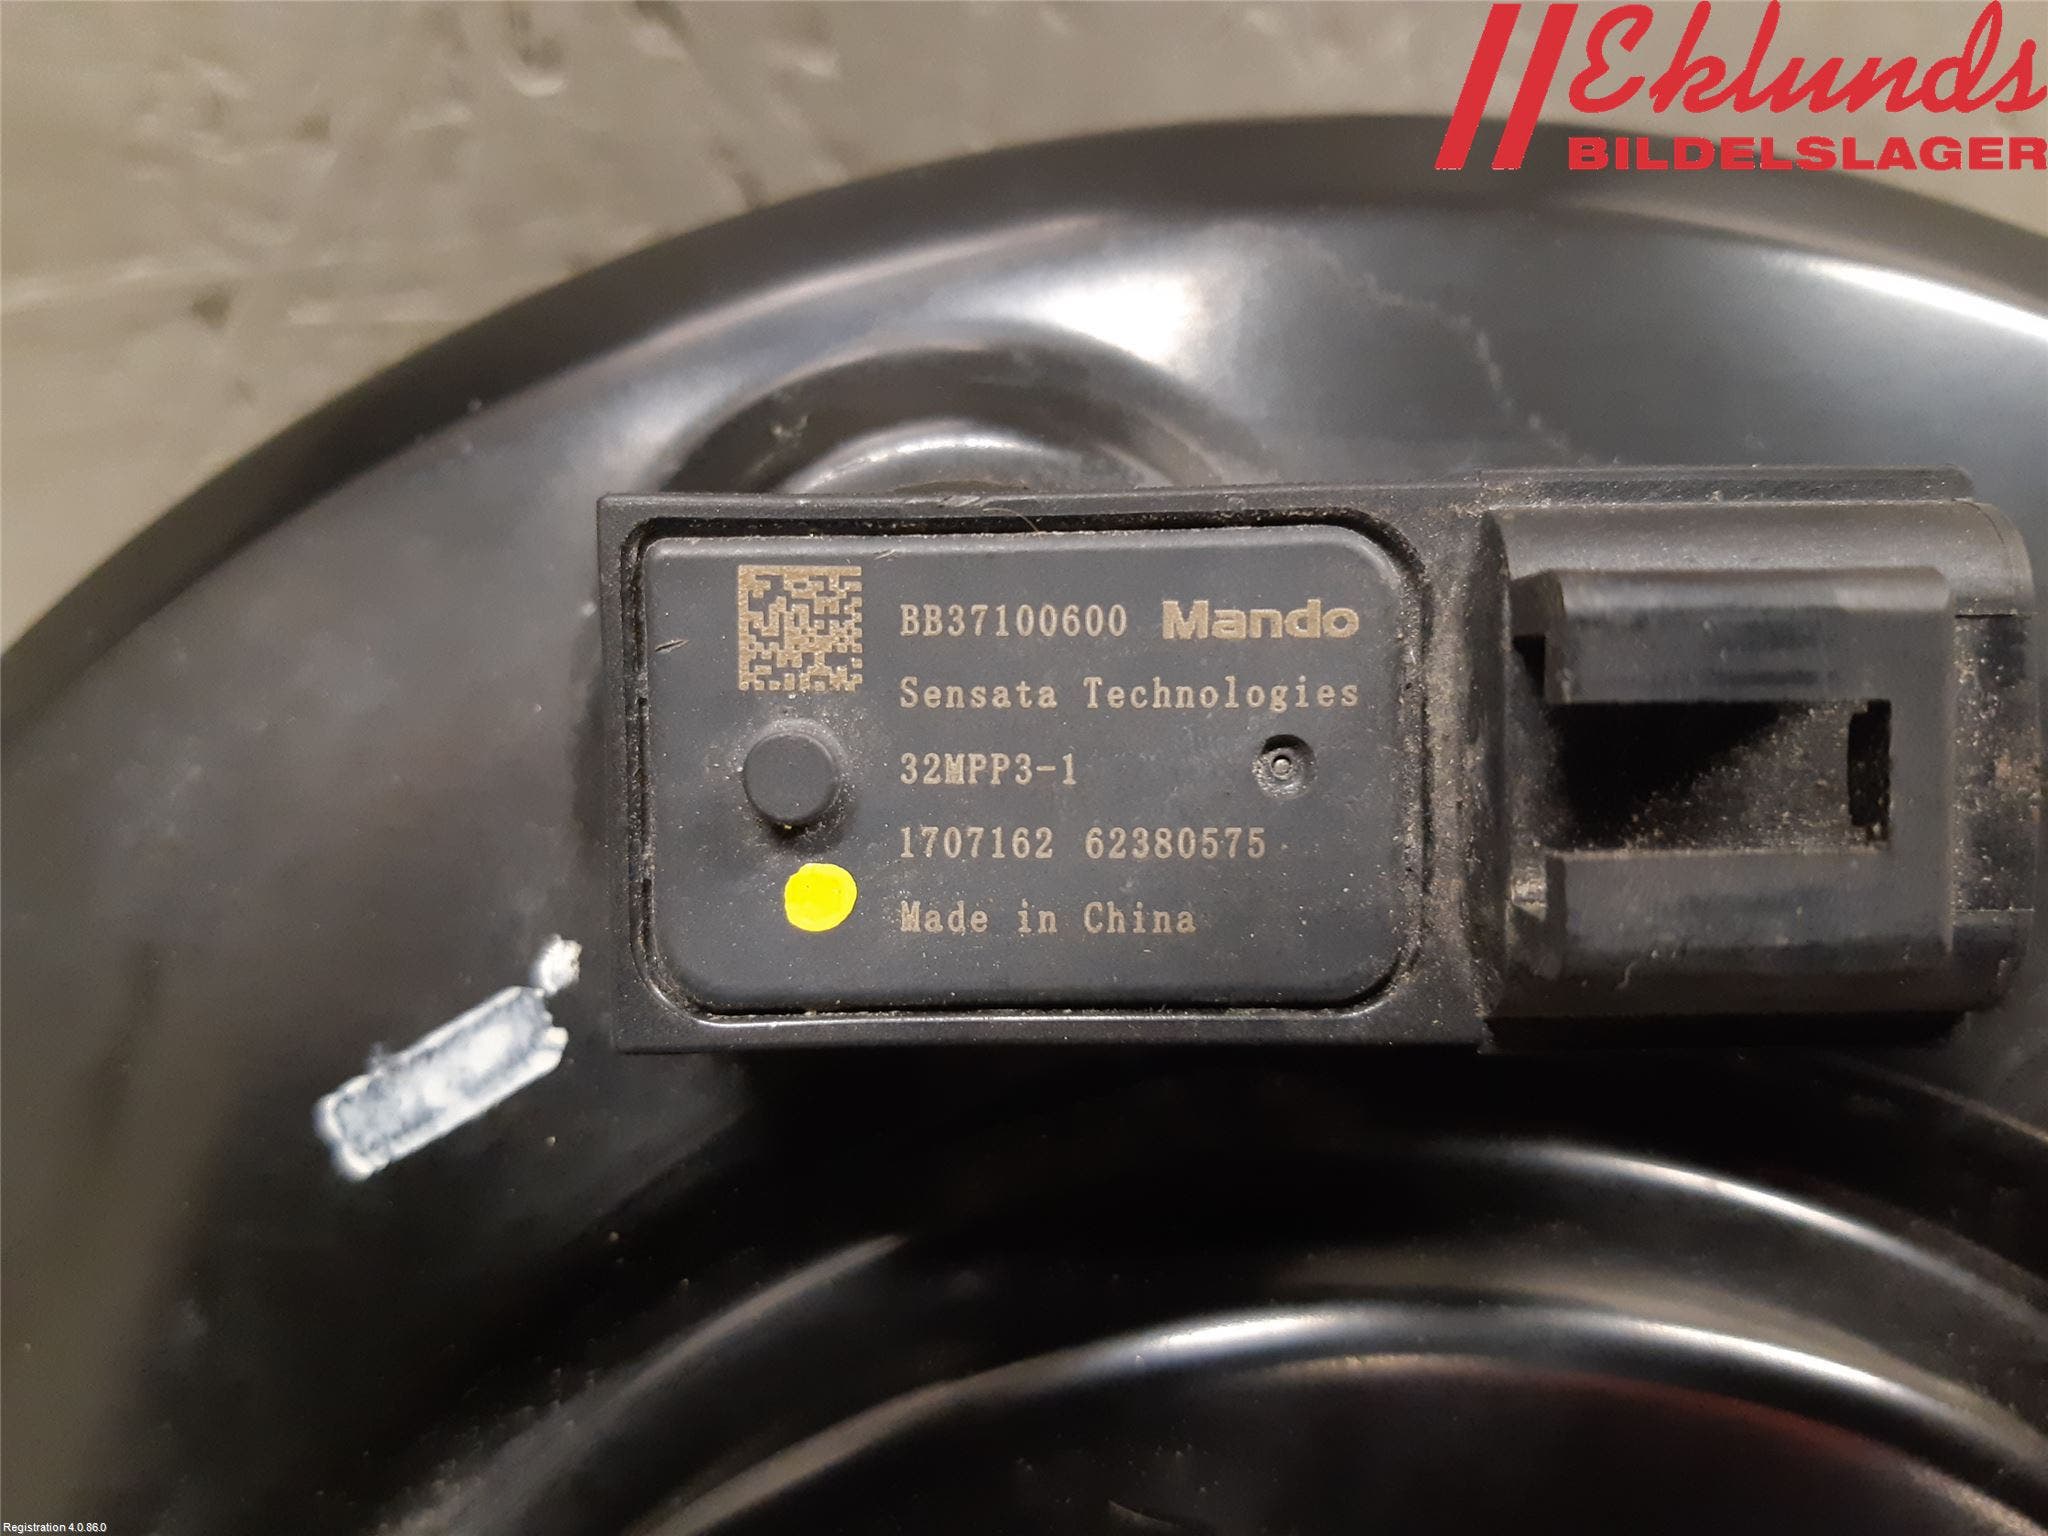 Eklunds
BILDELSLAGER
BB37100600 Mando
Sensata Technologies
32MPP3-1
1707162 62380575
Made in China
Registration 4.0.86.0